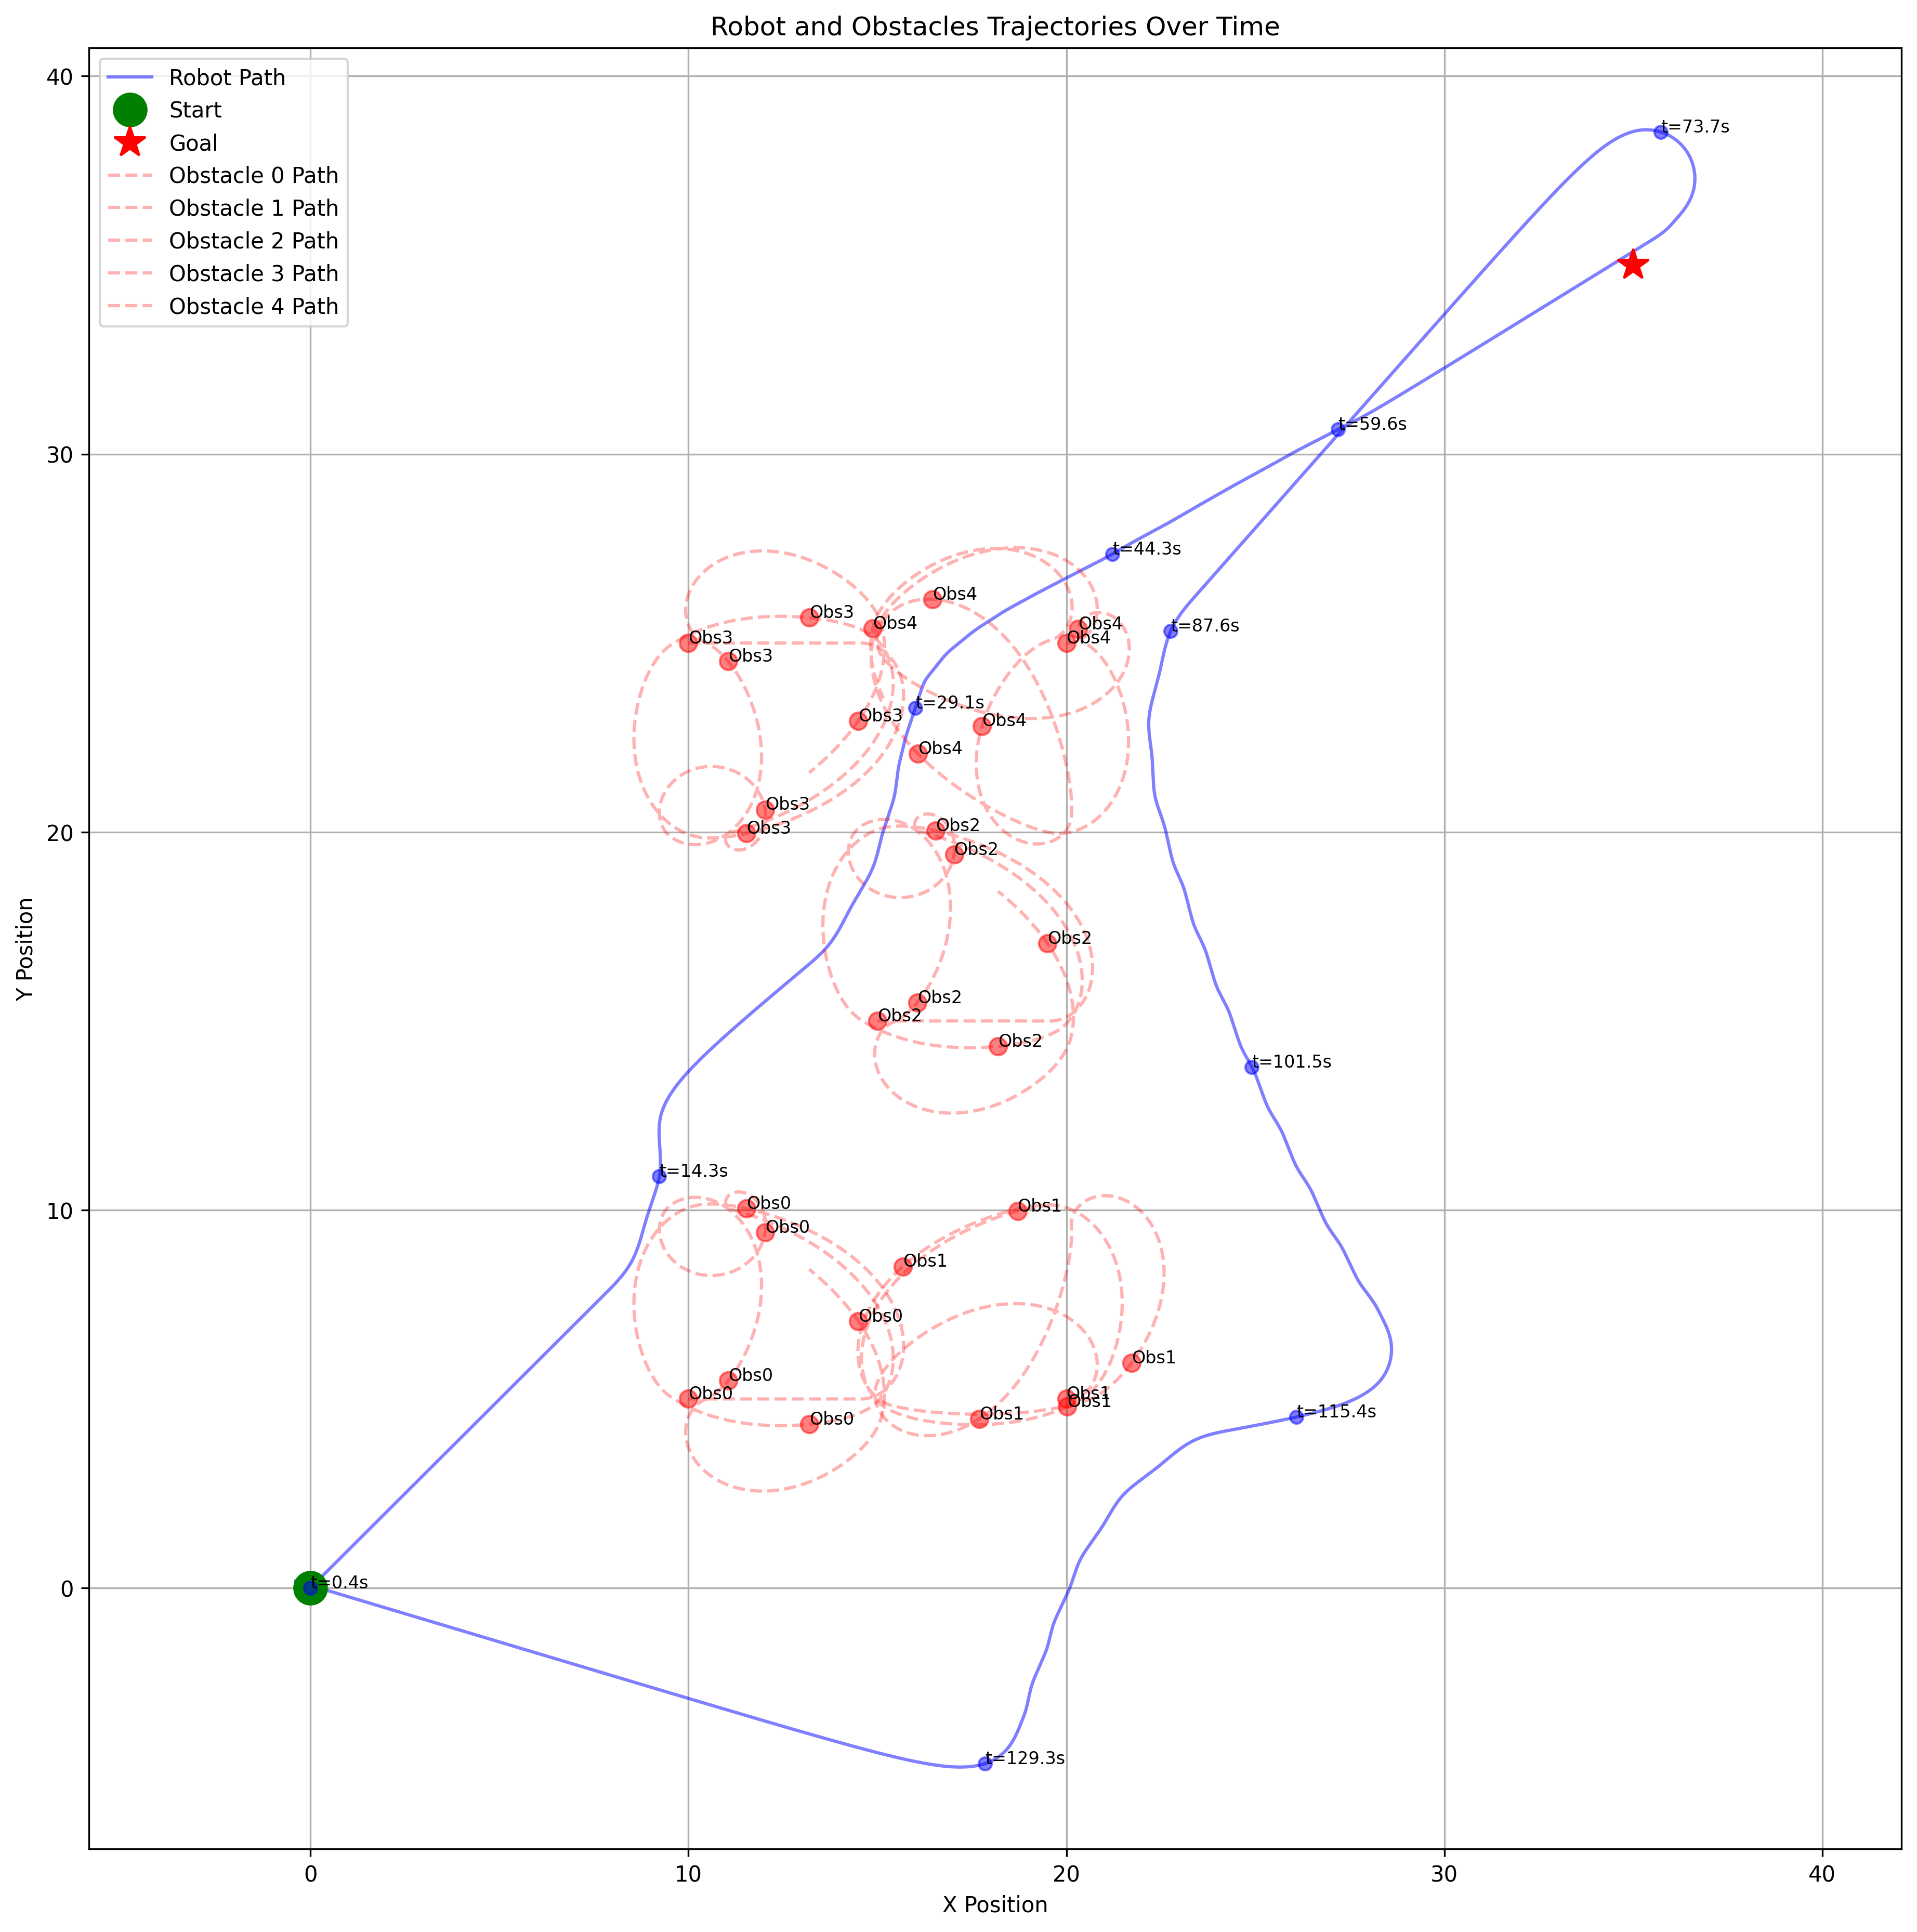 Robot and Obstacles Trajectories Over Time
Robot Path
Start
Goal
Obstacle 0 Path
Obstacle 1 Path
Obstacle 2 Path
Obstacle 3 Path
Obstacle 4 Path
Y Position
40
30
20
10
0
t=73.7s
t=59.6s
t=44.3s
Obs4
Obs3
Obs4
Obs4
t=87.6s
Obs3
Obs4
Obs3
t=29.1s
Obs3
Obs4
Obs4
Obs3
Obs2
Obs3
Obs2
Obs2
Obs2
Obs2
Obs2
t=101.5s
t=14.3s
Obs0
Obs1
Obs0
Obs1
Obs0
Obs1
Obs0
Obs0
Obs1
Obs1
Obs0
Obs1
t=115.4s
t=0.4s
t=129.3s
0
10
20
30
40
X Position